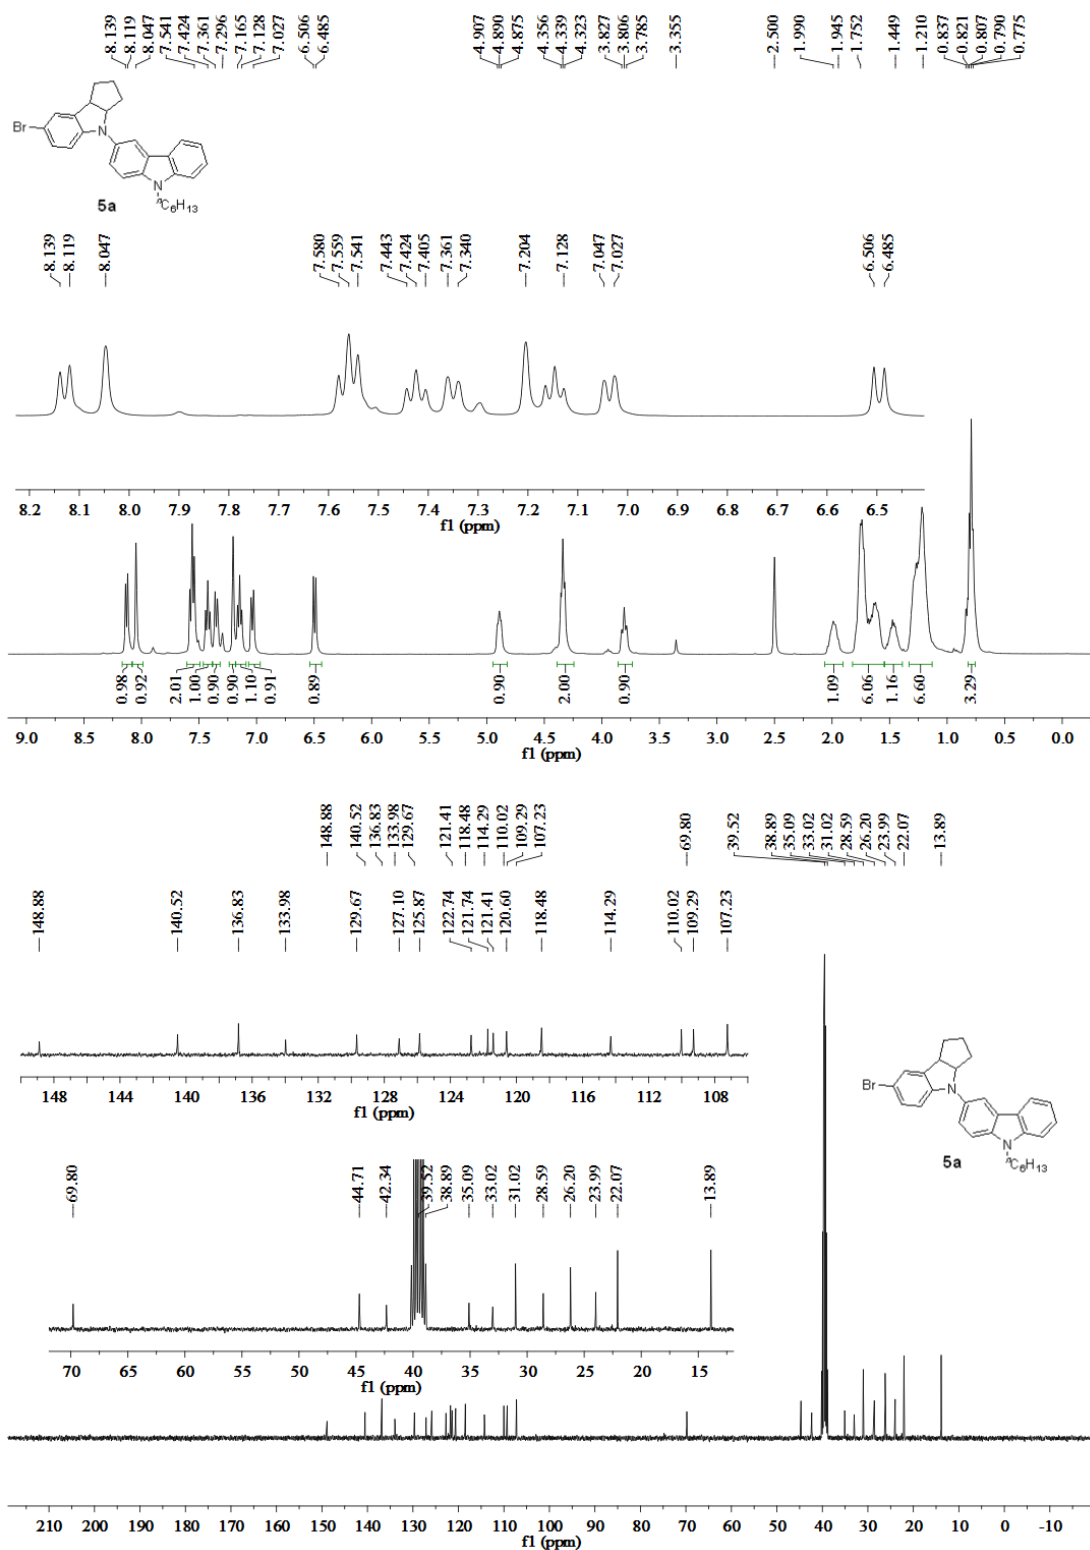 8.139 8.119 8.047 7.541 7.424 7.361 7.296 7.165 7.128 7.027 6.506 6.485 4.907 4.890 4.875 4.356 4.339 4.323 3.827 3.806 3.785 3.355 2.500 1.990 1.945 1.752 1.449 1.210 0.837 0.821 0.807 0.790 0.775
Br
N
N
ⁿC6H13
5a
8.139 8.119 8.047 7.580 7.559 7.541 7.443 7.424 7.405 7.361 7.340 7.204 7.128 7.047 7.027 6.506 6.485
8.2 8.1 8.0 7.9 7.8 7.7 7.6 7.5 7.4 7.3 7.2 7.1 7.0 6.9 6.8 6.7 6.6 6.5
f1 (ppm)
0.98 0.92 2.01 1.00 0.90 0.90 1.10 0.91 0.89 0.90 2.00 0.90 1.09 6.06 1.16 6.60 3.29
9.0 8.5 8.0 7.5 7.0 6.5 6.0 5.5 5.0 4.5 4.0 3.5 3.0 2.5 2.0 1.5 1.0 0.5 0.0
f1 (ppm)
148.88 140.52 136.83 133.98 129.67 121.41 118.48 114.29 110.02 109.29 107.23 69.80 39.52 38.89 35.09 33.02 31.02 28.59 26.20 23.99 22.07 13.89
148.88 140.52 136.83 133.98 129.67 127.10 125.87 122.74 121.74 121.41 120.60 118.48 114.29 110.02 109.29 107.23
148 144 140 136 132 128 124 120 116 112 108
f1 (ppm)
Br
N
N
ⁿC6H13
5a
69.80 44.71 42.34 39.52 38.89 35.09 33.02 31.02 28.59 26.20 23.99 22.07 13.89
70 65 60 55 50 45 40 35 30 25 20 15
f1 (ppm)
210 200 190 180 170 160 150 140 130 120 110 100 90 80 70 60 50 40 30 20 10 0 -10
f1 (ppm)